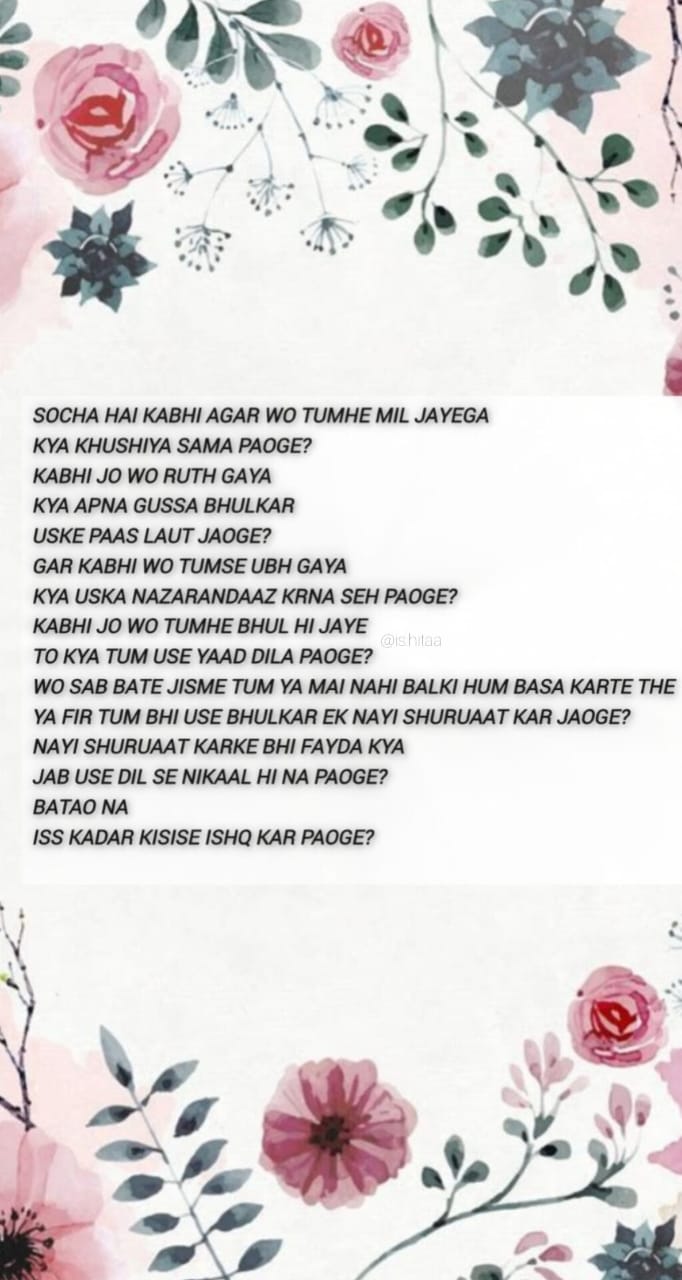 SOCHA HAI KABHI AGAR WO TUMHE MIL JAYEGA
KYA KHUSHIYA SAMA PAOGE?
KABHI JO WO RUTH GAYA
KYA APNA GUSSA BHULKAR
USKE PAAS LAUT JAOGE?
GAR KABHI WO TUMSE UBH GAYA
KYA USKA NAZARANDAAZ KRNA SEH PAOGE?
KABHI JO WO TUMHE BHUL HI JAYE
@ishitaa
TO KYA TUM USE YAAD DILA PAOGE?
WO SAB BATE JISME TUM YA MAI NAHI BALKI HUM BASA KARTE THE
YA FIR TUM BHI USE BHULKAR EK NAYI SHURUAAT KAR JAOGE?
NAYI SHURUAAT KARKE BHI FAYDA KYA
JAB USE DIL SE NIKAAL HI NA PAOGE?
BATAO NA
ISS KADAR KISISE ISHQ KAR PAOGE?